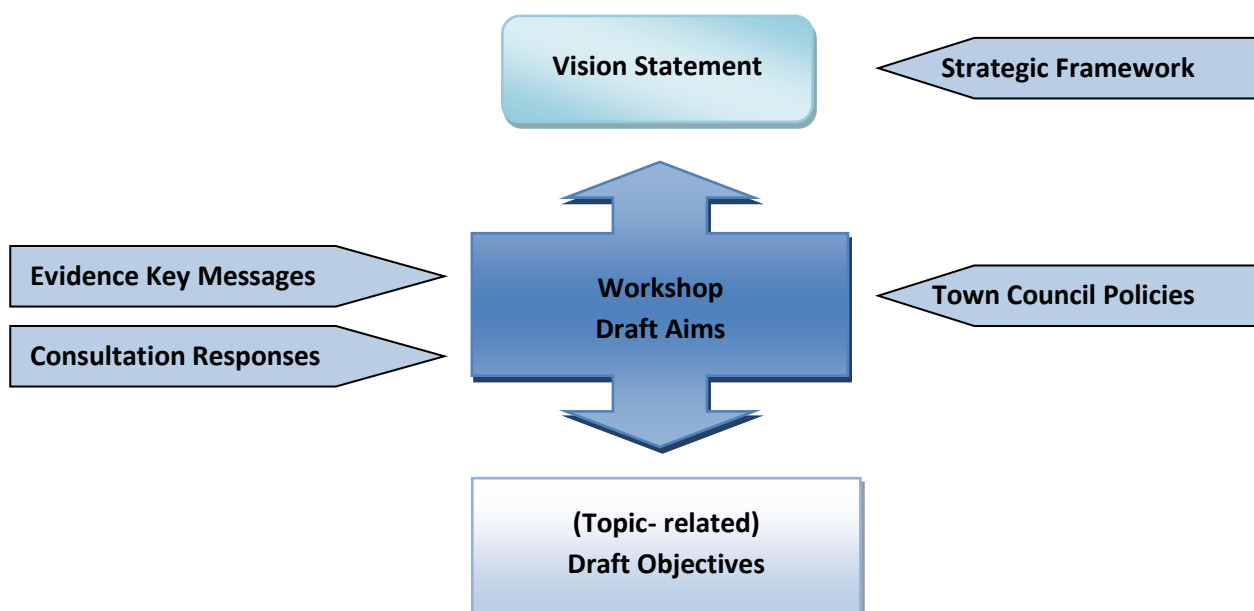 Vision Statement
Strategic Framework
Evidence Key Messages
Consultation Responses
Workshop
Draft Aims
Town Council Policies
(Topic- related)
Draft Objectives